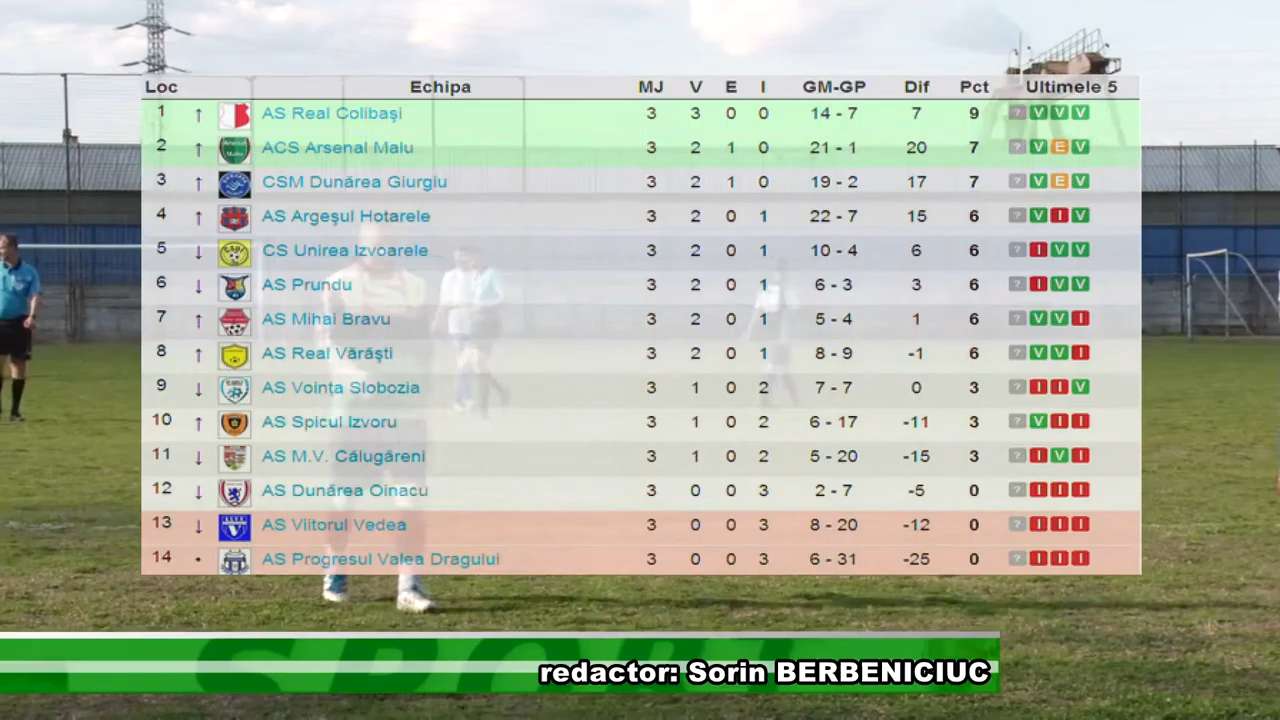 Loc Echipa MJ V E I GM-GP Dif Pct Ultimele 5
1 ↑ AS Real Colibași 3 3 0 0 14 - 7 7 9 ? V V V
2 ↑ ACS Arsenal Malu 3 2 1 0 21 - 1 20 7 ? V E V
3 ↑ CSM Dunărea Giurgiu 3 2 1 0 19 - 2 17 7 ? V E V
4 ↑ AS Argeșul Hotarele 3 2 0 1 22 - 7 15 6 ? V I V
5 ↓ CS Unirea Izvoarele 3 2 0 1 10 - 4 6 6 ? I V V
6 ↓ AS Prundu 3 2 0 1 6 - 3 3 6 ? I V V
7 ↑ AS Mihai Bravu 3 2 0 1 5 - 4 1 6 ? V V I
8 ↑ AS Real Vărăști 3 2 0 1 8 - 9 -1 6 ? V V I
9 ↓ AS Voința Slobozia 3 1 0 2 7 - 7 0 3 ? I I V
10 ↑ AS Spicul Izvoru 3 1 0 2 6 - 17 -11 3 ? V I I
11 ↓ AS M.V. Călugăreni 3 1 0 2 5 - 20 -15 3 ? I V I
12 ↓ AS Dunărea Oinacu 3 0 0 3 2 - 7 -5 0 ? I I I
13 ↓ AS Viitorul Vedea 3 0 0 3 8 - 20 -12 0 ? I I I
14 • AS Progresul Valea Dragului 3 0 0 3 6 - 31 -25 0 ? I I I
SPORT
redactor: Sorin BERBENICIUC